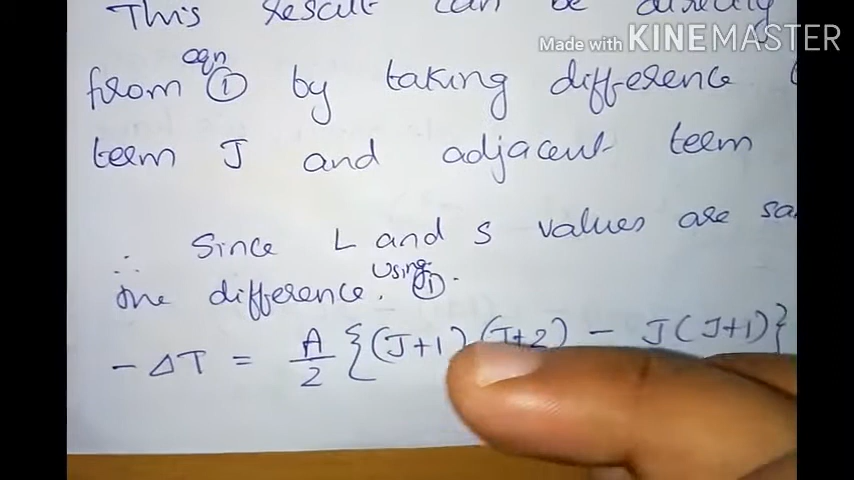 This result can be directly
Made with KINEMASTER
from eqn ① by taking difference
term J and adjacent term
∴ Since L and S values are sa
the difference. Using ①.
- ΔT = A/2 {(J+1)(J+2) - J(J+1)}